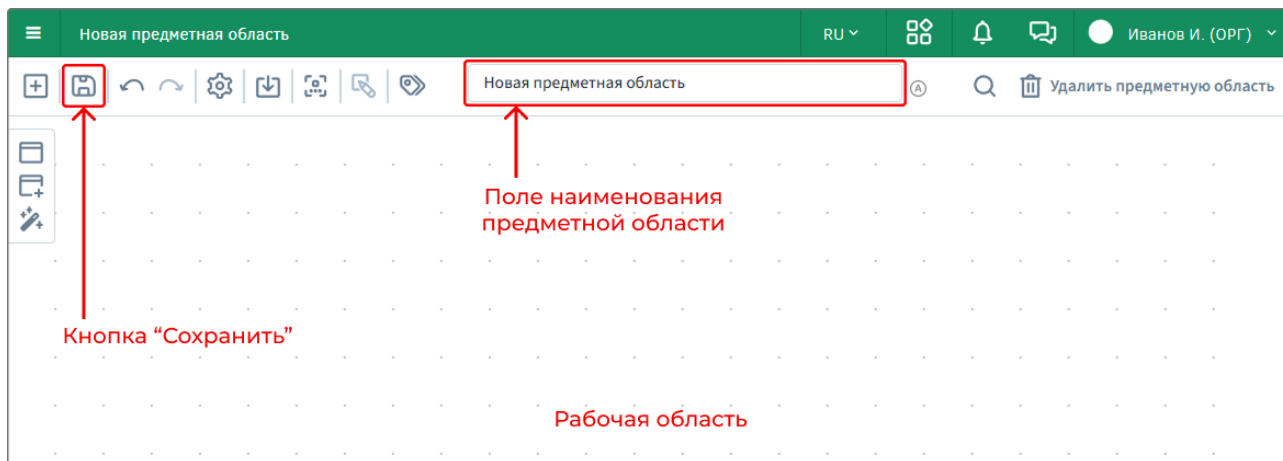 Новая предметная область
RU
Иванов И. (ОРГ)
Новая предметная область
A
Удалить предметную область
Поле наименования
предметной области
Кнопка “Сохранить”
Рабочая область